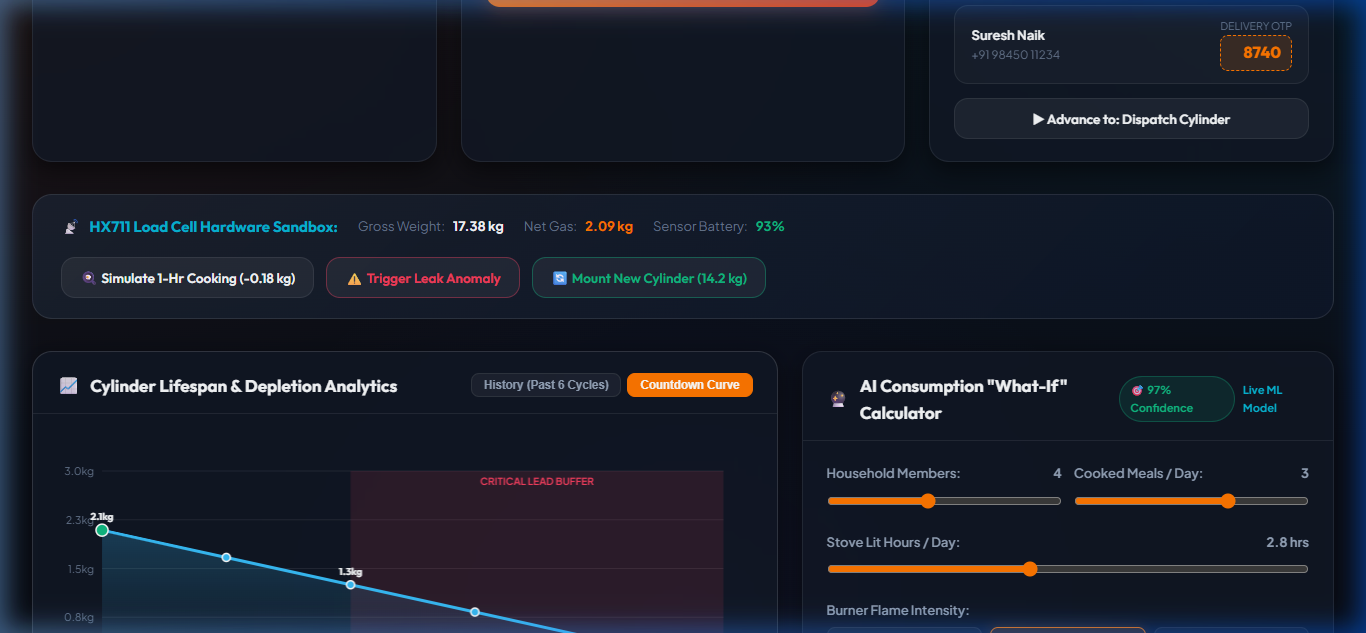 Suresh Naik
+91 98450 11234
DELIVERY OTP
8740
▶ Advance to: Dispatch Cylinder
HX711 Load Cell Hardware Sandbox: Gross Weight: 17.38 kg Net Gas: 2.09 kg Sensor Battery: 93%
Simulate 1-Hr Cooking (-0.18 kg) Trigger Leak Anomaly Mount New Cylinder (14.2 kg)
Cylinder Lifespan & Depletion Analytics History (Past 6 Cycles) Countdown Curve
3.0kg
CRITICAL LEAD BUFFER
2.3kg
2.1kg
1.5kg
1.3kg
0.8kg
AI Consumption "What-If"
Calculator
97%
Confidence
Live ML
Model
Household Members: 4 Cooked Meals / Day: 3
Stove Lit Hours / Day: 2.8 hrs
Burner Flame Intensity: